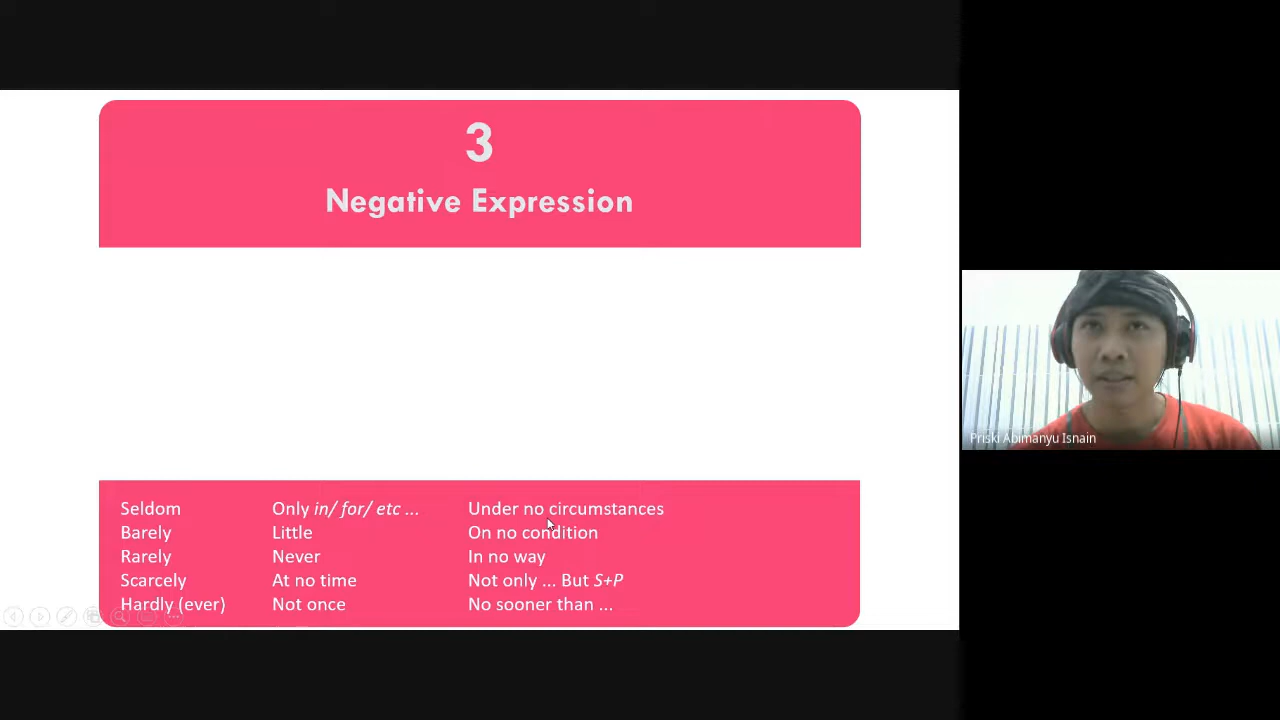 3
Negative Expression
Seldom
Barely
Rarely
Scarcely
Hardly (ever)
Only in/ for/ etc ...
Little
Never
At no time
Not once
Under no circumstances
On no condition
In no way
Not only ... But S+P
No sooner than ...
Priski Abimanyu Isnain